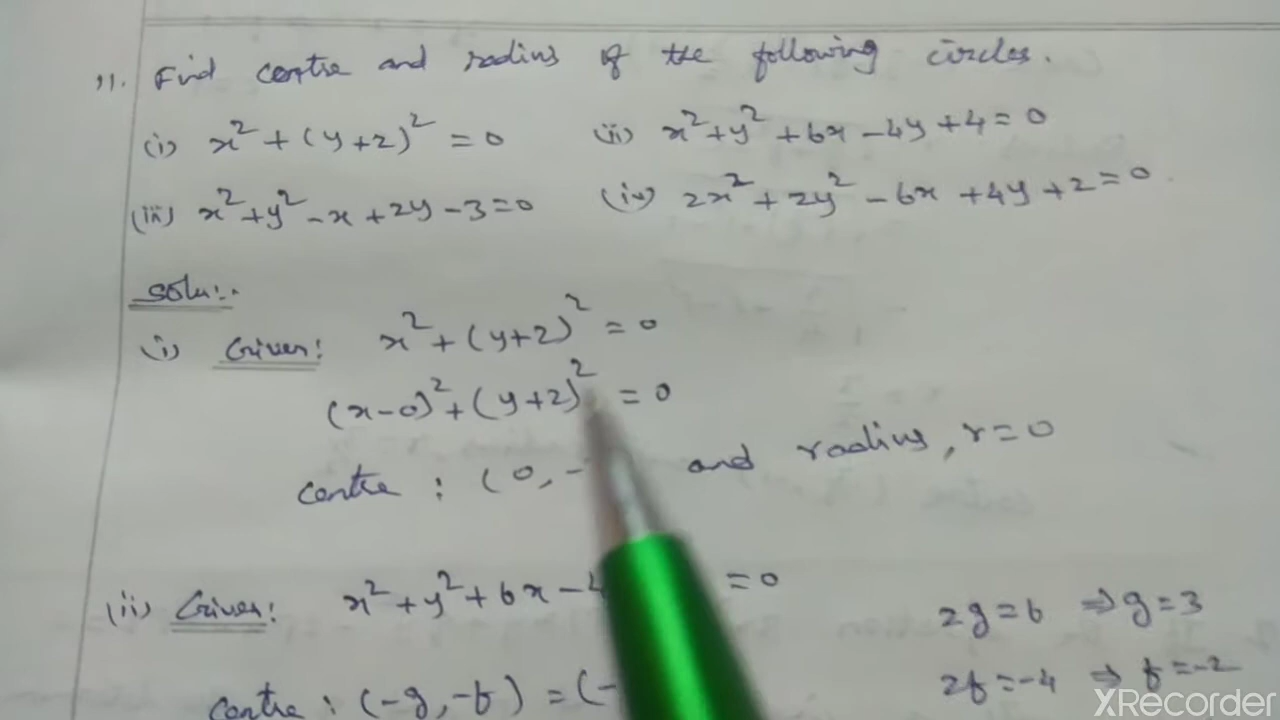 11. Find centre and radius of the following circles.
(i) x² + (y+2)² = 0 (ii) x²+y² + 6x - 4y + 4 = 0
(iii) x²+y² - x + 2y - 3 = 0 (iv) 2x² + 2y² - 6x + 4y + 2 = 0
Soln:-
(i) Given: x² + (y+2)² = 0
(x-0)² + (y+2)² = 0
centre : (0, - and radius, r = 0
(ii) Given: x² + y² + 6x - 4 = 0
2g = 6 ⇒ g = 3
centre : (-g, -f) = (-
2f = -4 ⇒ f = -2
XRecorder